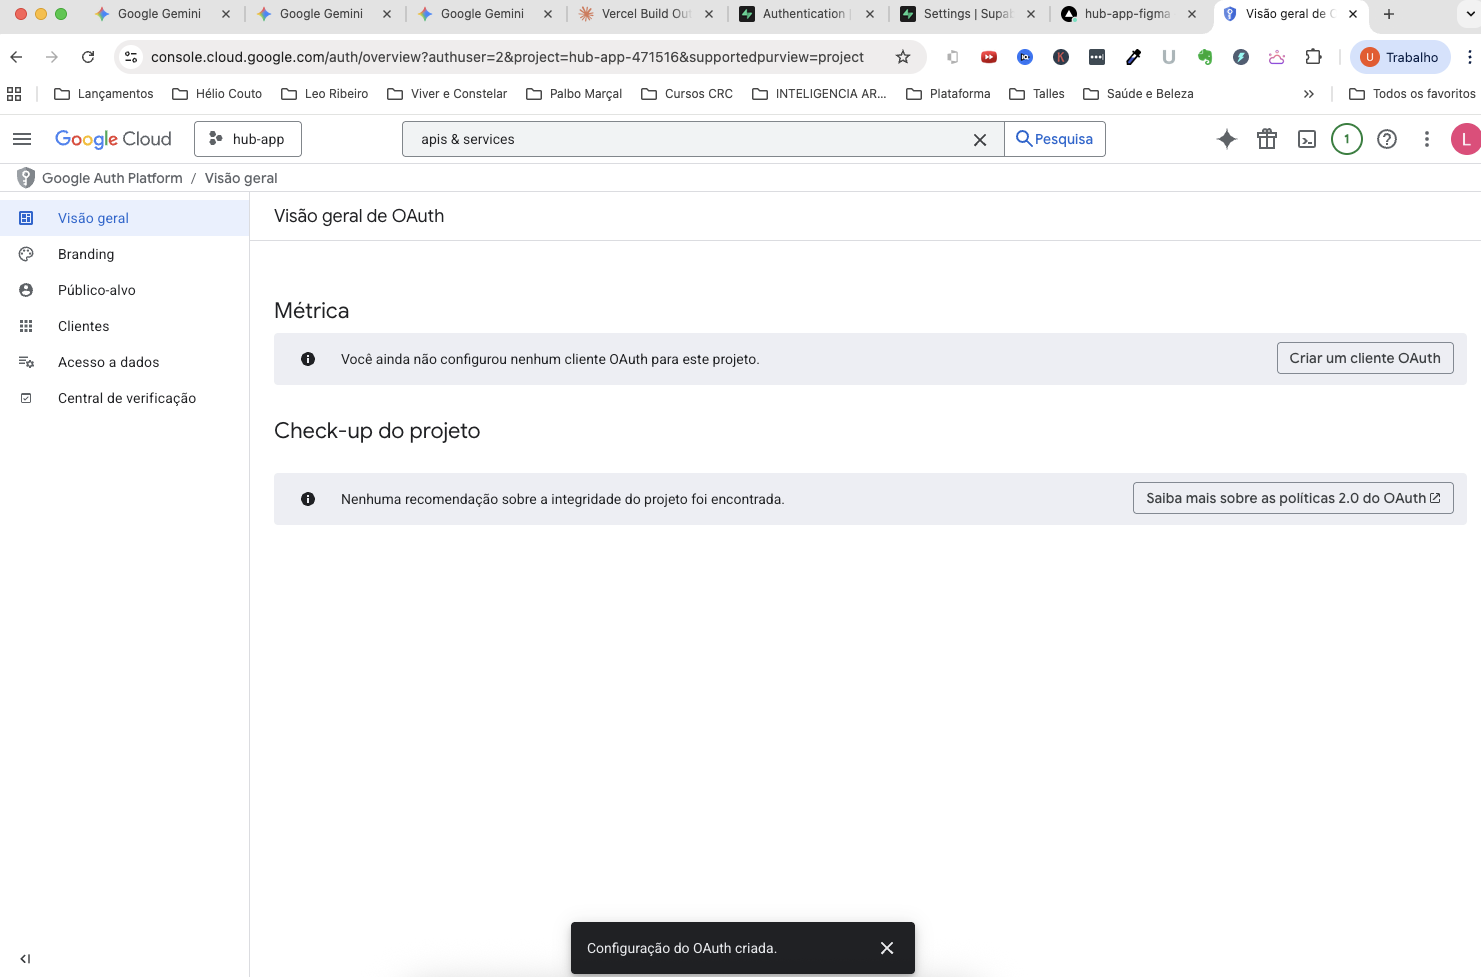 Google Gemini
Google Gemini
Google Gemini
Vercel Build Ou
Authentication
Settings | Supab
hub-app-figma
Visão geral de O
console.cloud.google.com/auth/overview?authuser=2&project=hub-app-471516&supportedpurview=project
K
U
U
Trabalho
Lançamentos
Hélio Couto
Leo Ribeiro
Viver e Constelar
Palbo Marçal
Cursos CRC
INTELIGENCIA AR...
Plataforma
Talles
Saúde e Beleza
Todos os favoritos
Google Cloud
hub-app
apis & services
Pesquisa
1
L
Google Auth Platform / Visão geral
Visão geral
Branding
Público-alvo
Clientes
Acesso a dados
Central de verificação
Visão geral de OAuth
Métrica
Você ainda não configurou nenhum cliente OAuth para este projeto.
Criar um cliente OAuth
Check-up do projeto
Nenhuma recomendação sobre a integridade do projeto foi encontrada.
Saiba mais sobre as políticas 2.0 do OAuth
Configuração do OAuth criada.